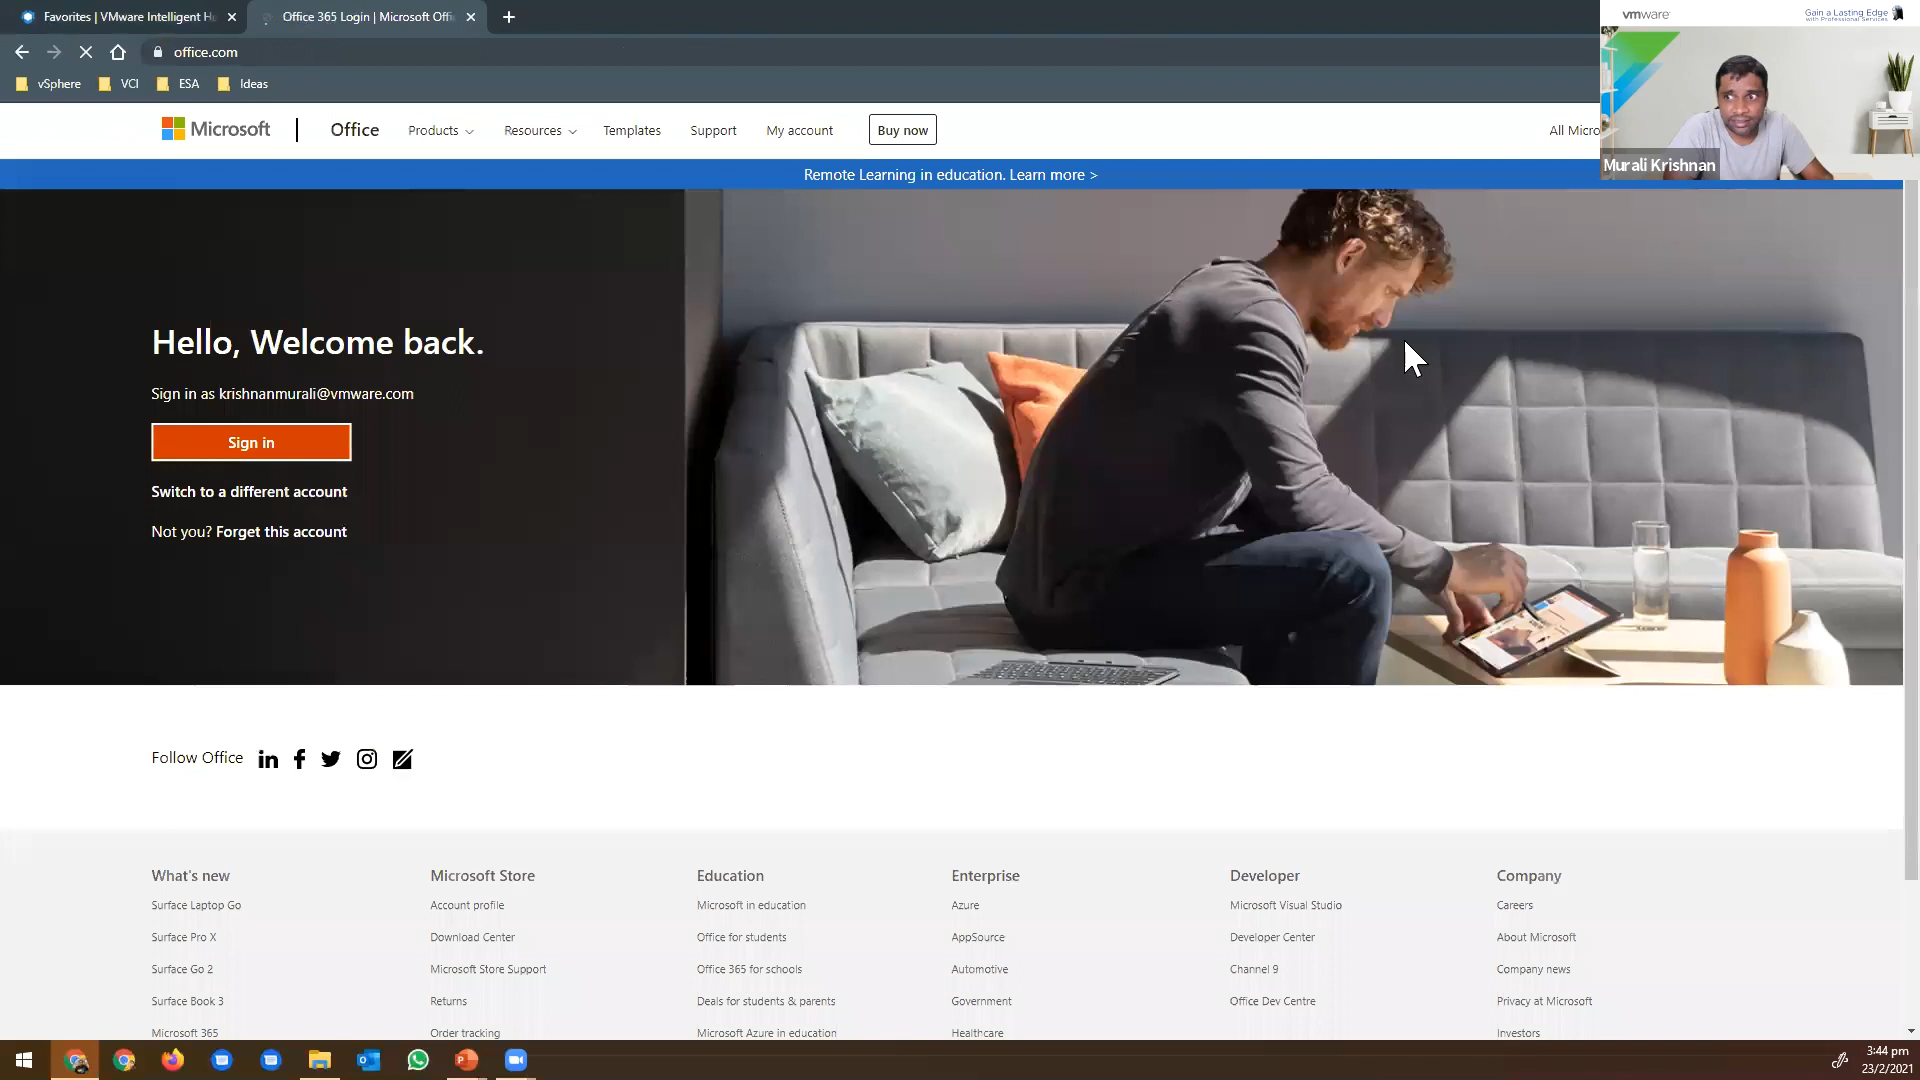 Favorites | VMware Intelligent H
Office 365 Login | Microsoft Offi
office.com
vSphere
VCI
ESA
Ideas
vmware
Gain a Lasting Edge
with Professional Services
Murali Krishnan
Microsoft
Office
Products
Resources
Templates
Support
My account
Buy now
All Micro
Remote Learning in education. Learn more >
Hello, Welcome back.
Sign in as krishnanmurali@vmware.com
Sign in
Switch to a different account
Not you? Forget this account
Follow Office
What's new
Surface Laptop Go
Surface Pro X
Surface Go 2
Surface Book 3
Microsoft 365
Microsoft Store
Account profile
Download Center
Microsoft Store Support
Returns
Order tracking
Education
Microsoft in education
Office for students
Office 365 for schools
Deals for students & parents
Microsoft Azure in education
Enterprise
Azure
AppSource
Automotive
Government
Healthcare
Developer
Microsoft Visual Studio
Developer Center
Channel 9
Office Dev Centre
Company
Careers
About Microsoft
Company news
Privacy at Microsoft
Investors
3:44 pm
23/2/2021